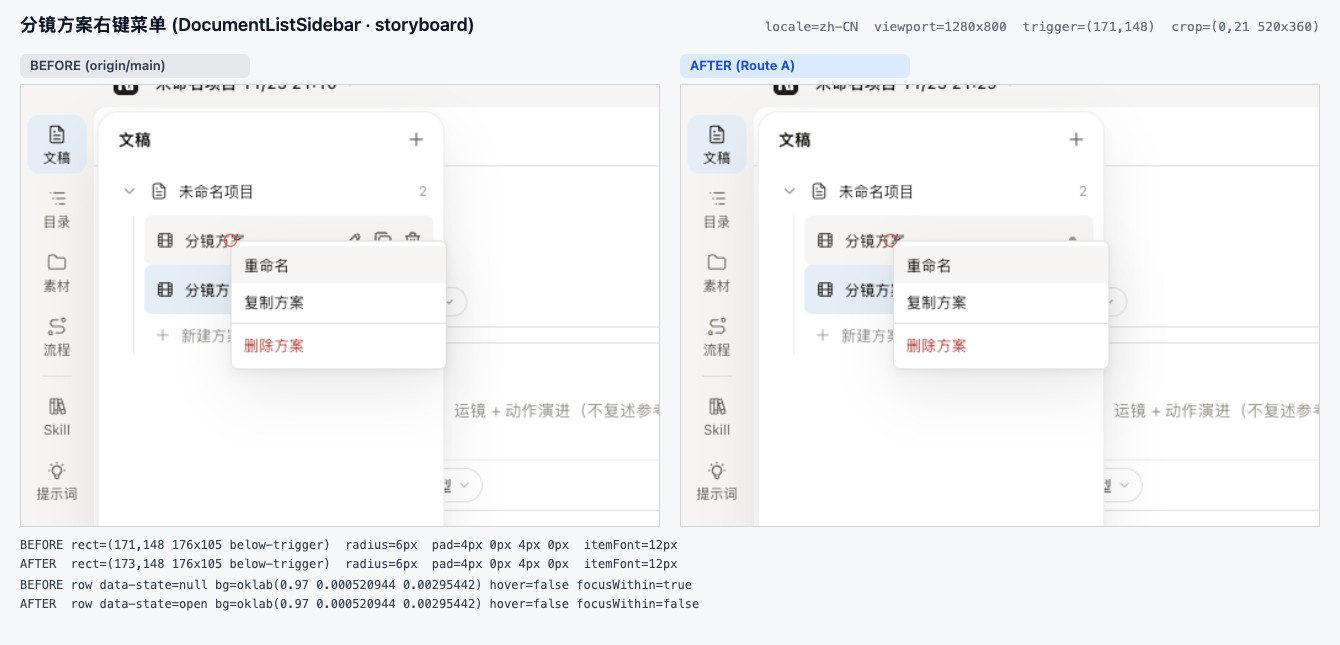 分镜方案右键菜单 (DocumentListSidebar · storyboard)
locale=zh-CN viewport=1280x800 trigger=(171,148) crop=(0,21 520x360)
BEFORE (origin/main)
文稿
目录
素材
流程
Skill
提示词
文稿
未命名项目 2
分镜方案
分镜方
新建方
重命名
复制方案
删除方案
运镜 + 动作演进（不复述参
型
AFTER (Route A)
文稿
目录
素材
流程
Skill
提示词
文稿
未命名项目 2
分镜方案
分镜方
新建方
重命名
复制方案
删除方案
运镜 + 动作演进（不复述参
型
BEFORE rect=(171,148 176x105 below-trigger) radius=6px pad=4px 0px 4px 0px itemFont=12px
AFTER rect=(173,148 176x105 below-trigger) radius=6px pad=4px 0px 4px 0px itemFont=12px
BEFORE row data-state=null bg=oklab(0.97 0.000520944 0.00295442) hover=false focusWithin=true
AFTER row data-state=open bg=oklab(0.97 0.000520944 0.00295442) hover=false focusWithin=false